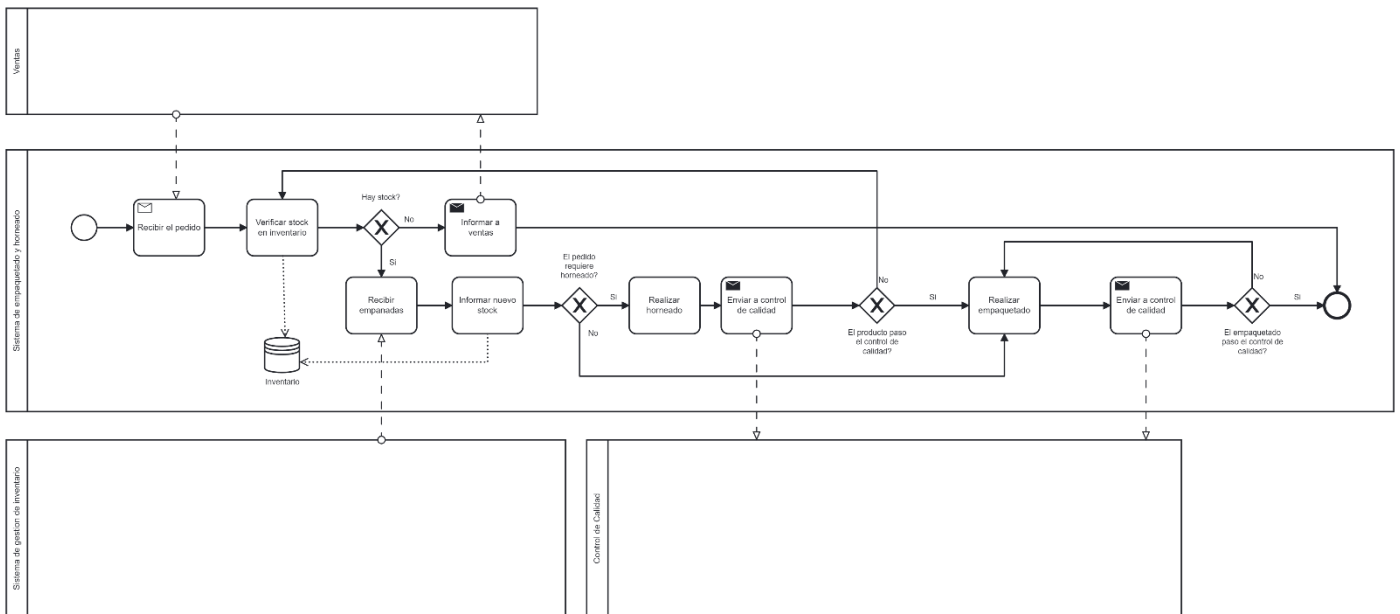 Ventas
Sistema de empaquetado y horneado
Recibir el pedido
Verificar stock
en inventario
Hay stock?
No
Informar a
ventas
Si
Recibir
empanadas
Informar nuevo
stock
El pedido
requiere
horneado?
Si
No
Realizar
horneado
Enviar a control
de calidad
No
Si
El producto paso
el control de
calidad?
Realizar
empaquetado
Enviar a control
de calidad
No
Si
El empaquetado
paso el control de
calidad?
Inventario
Sistema de gestion de inventario
Control de Calidad